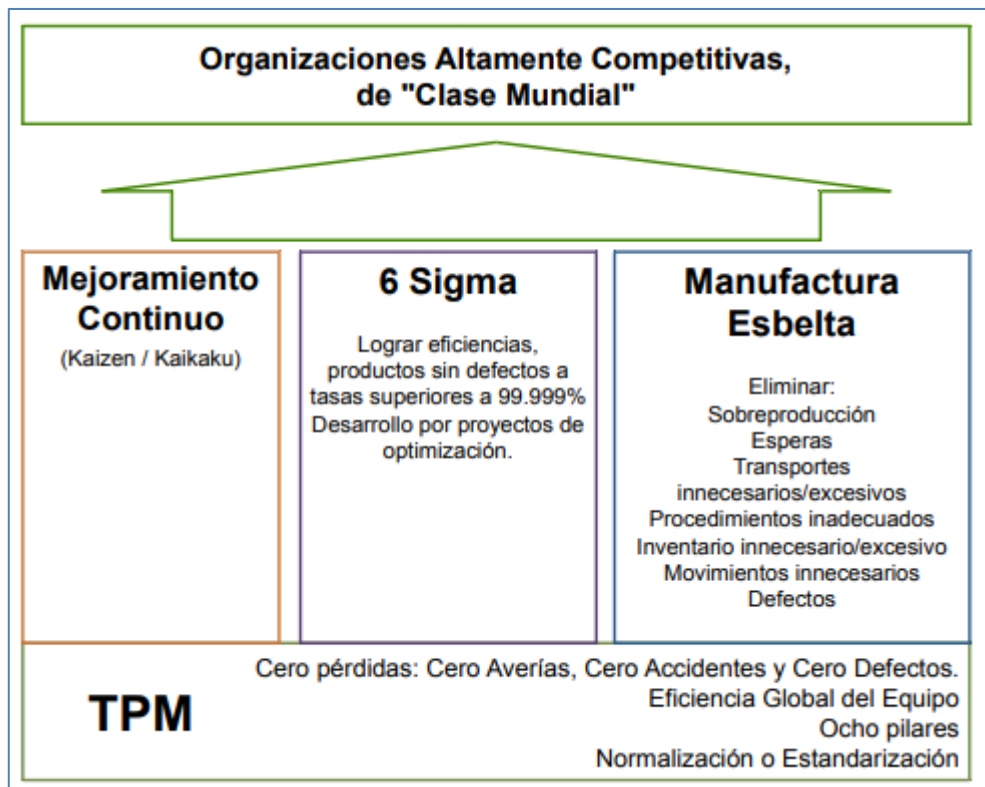 Organizaciones Altamente Competitivas,
de "Clase Mundial"
Mejoramiento
Continuo
(Kaizen / Kaikaku)
6 Sigma
Lograr eficiencias,
productos sin defectos a
tasas superiores a 99.999%
Desarrollo por proyectos de
optimización.
Manufactura
Esbelta
Eliminar:
Sobreproducción
Esperas
Transportes
innecesarios/excesivos
Procedimientos inadecuados
Inventario innecesario/excesivo
Movimientos innecesarios
Defectos
TPM
Cero pérdidas: Cero Averías, Cero Accidentes y Cero Defectos.
Eficiencia Global del Equipo
Ocho pilares
Normalización o Estandarización